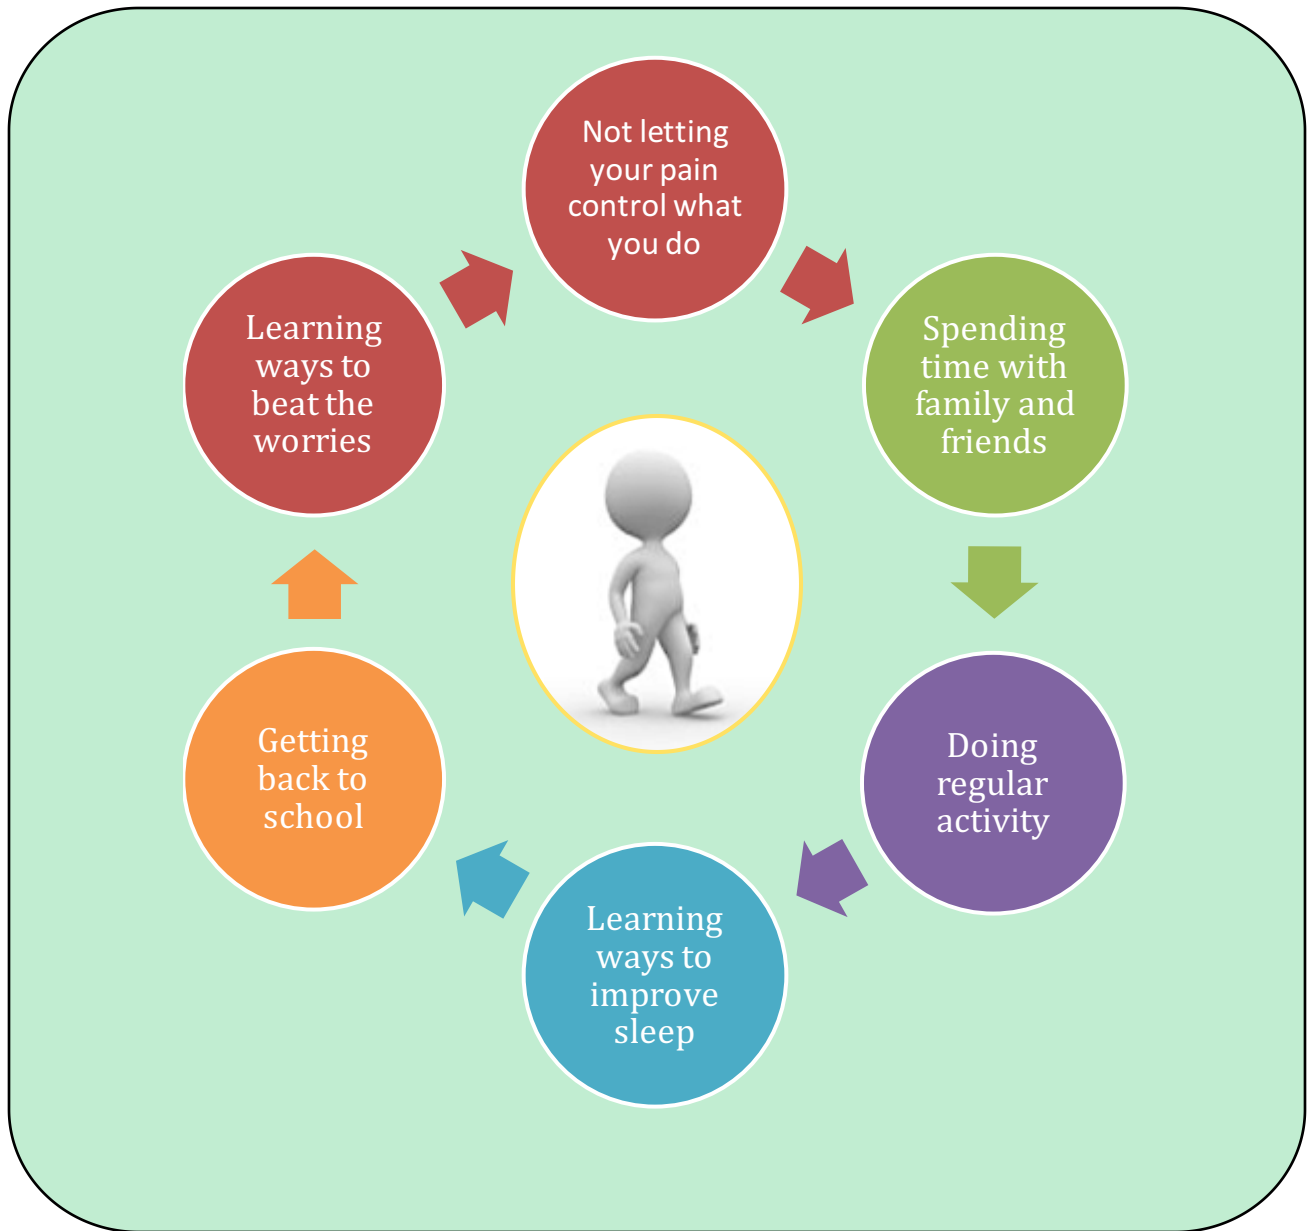 Not letting
your pain
control what
you do
Spending
time with
family and
friends
Doing
regular
activity
Learning
ways to
improve
sleep
Getting
back to
school
Learning
ways to
beat the
worries